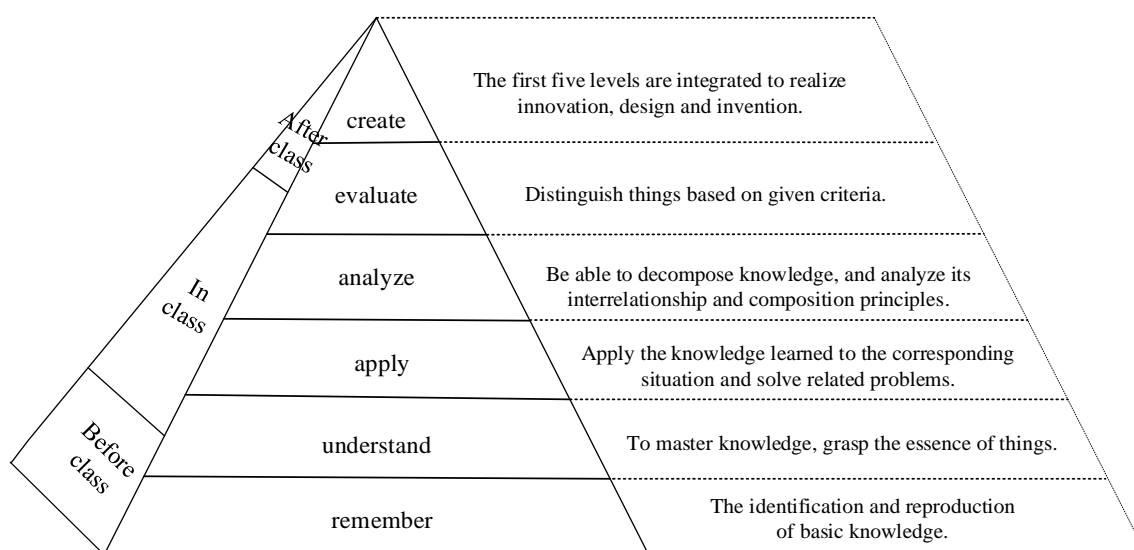 The first five levels are integrated to realize
innovation, design and invention.
create
After
class
evaluate
Distinguish things based on given criteria.
In
class
analyze
Be able to decompose knowledge, and analyze its
interrelationship and composition principles.
apply
Apply the knowledge learned to the corresponding
situation and solve related problems.
Before
class
understand
To master knowledge, grasp the essence of things.
remember
The identification and reproduction
of basic knowledge.